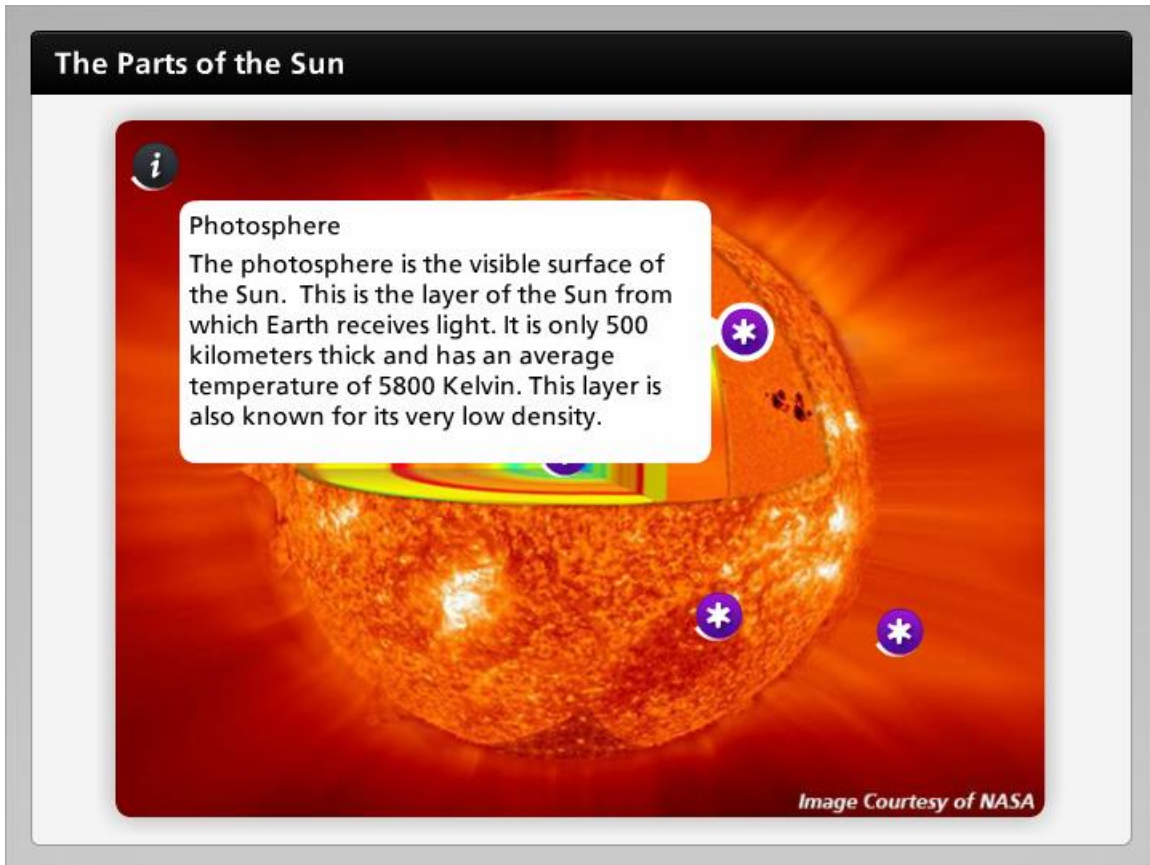 The Parts of the Sun
i
Photosphere
The photosphere is the visible surface of
the Sun.  This is the layer of the Sun from
which Earth receives light. It is only 500
kilometers thick and has an average
temperature of 5800 Kelvin. This layer is
also known for its very low density.
Image Courtesy of NASA